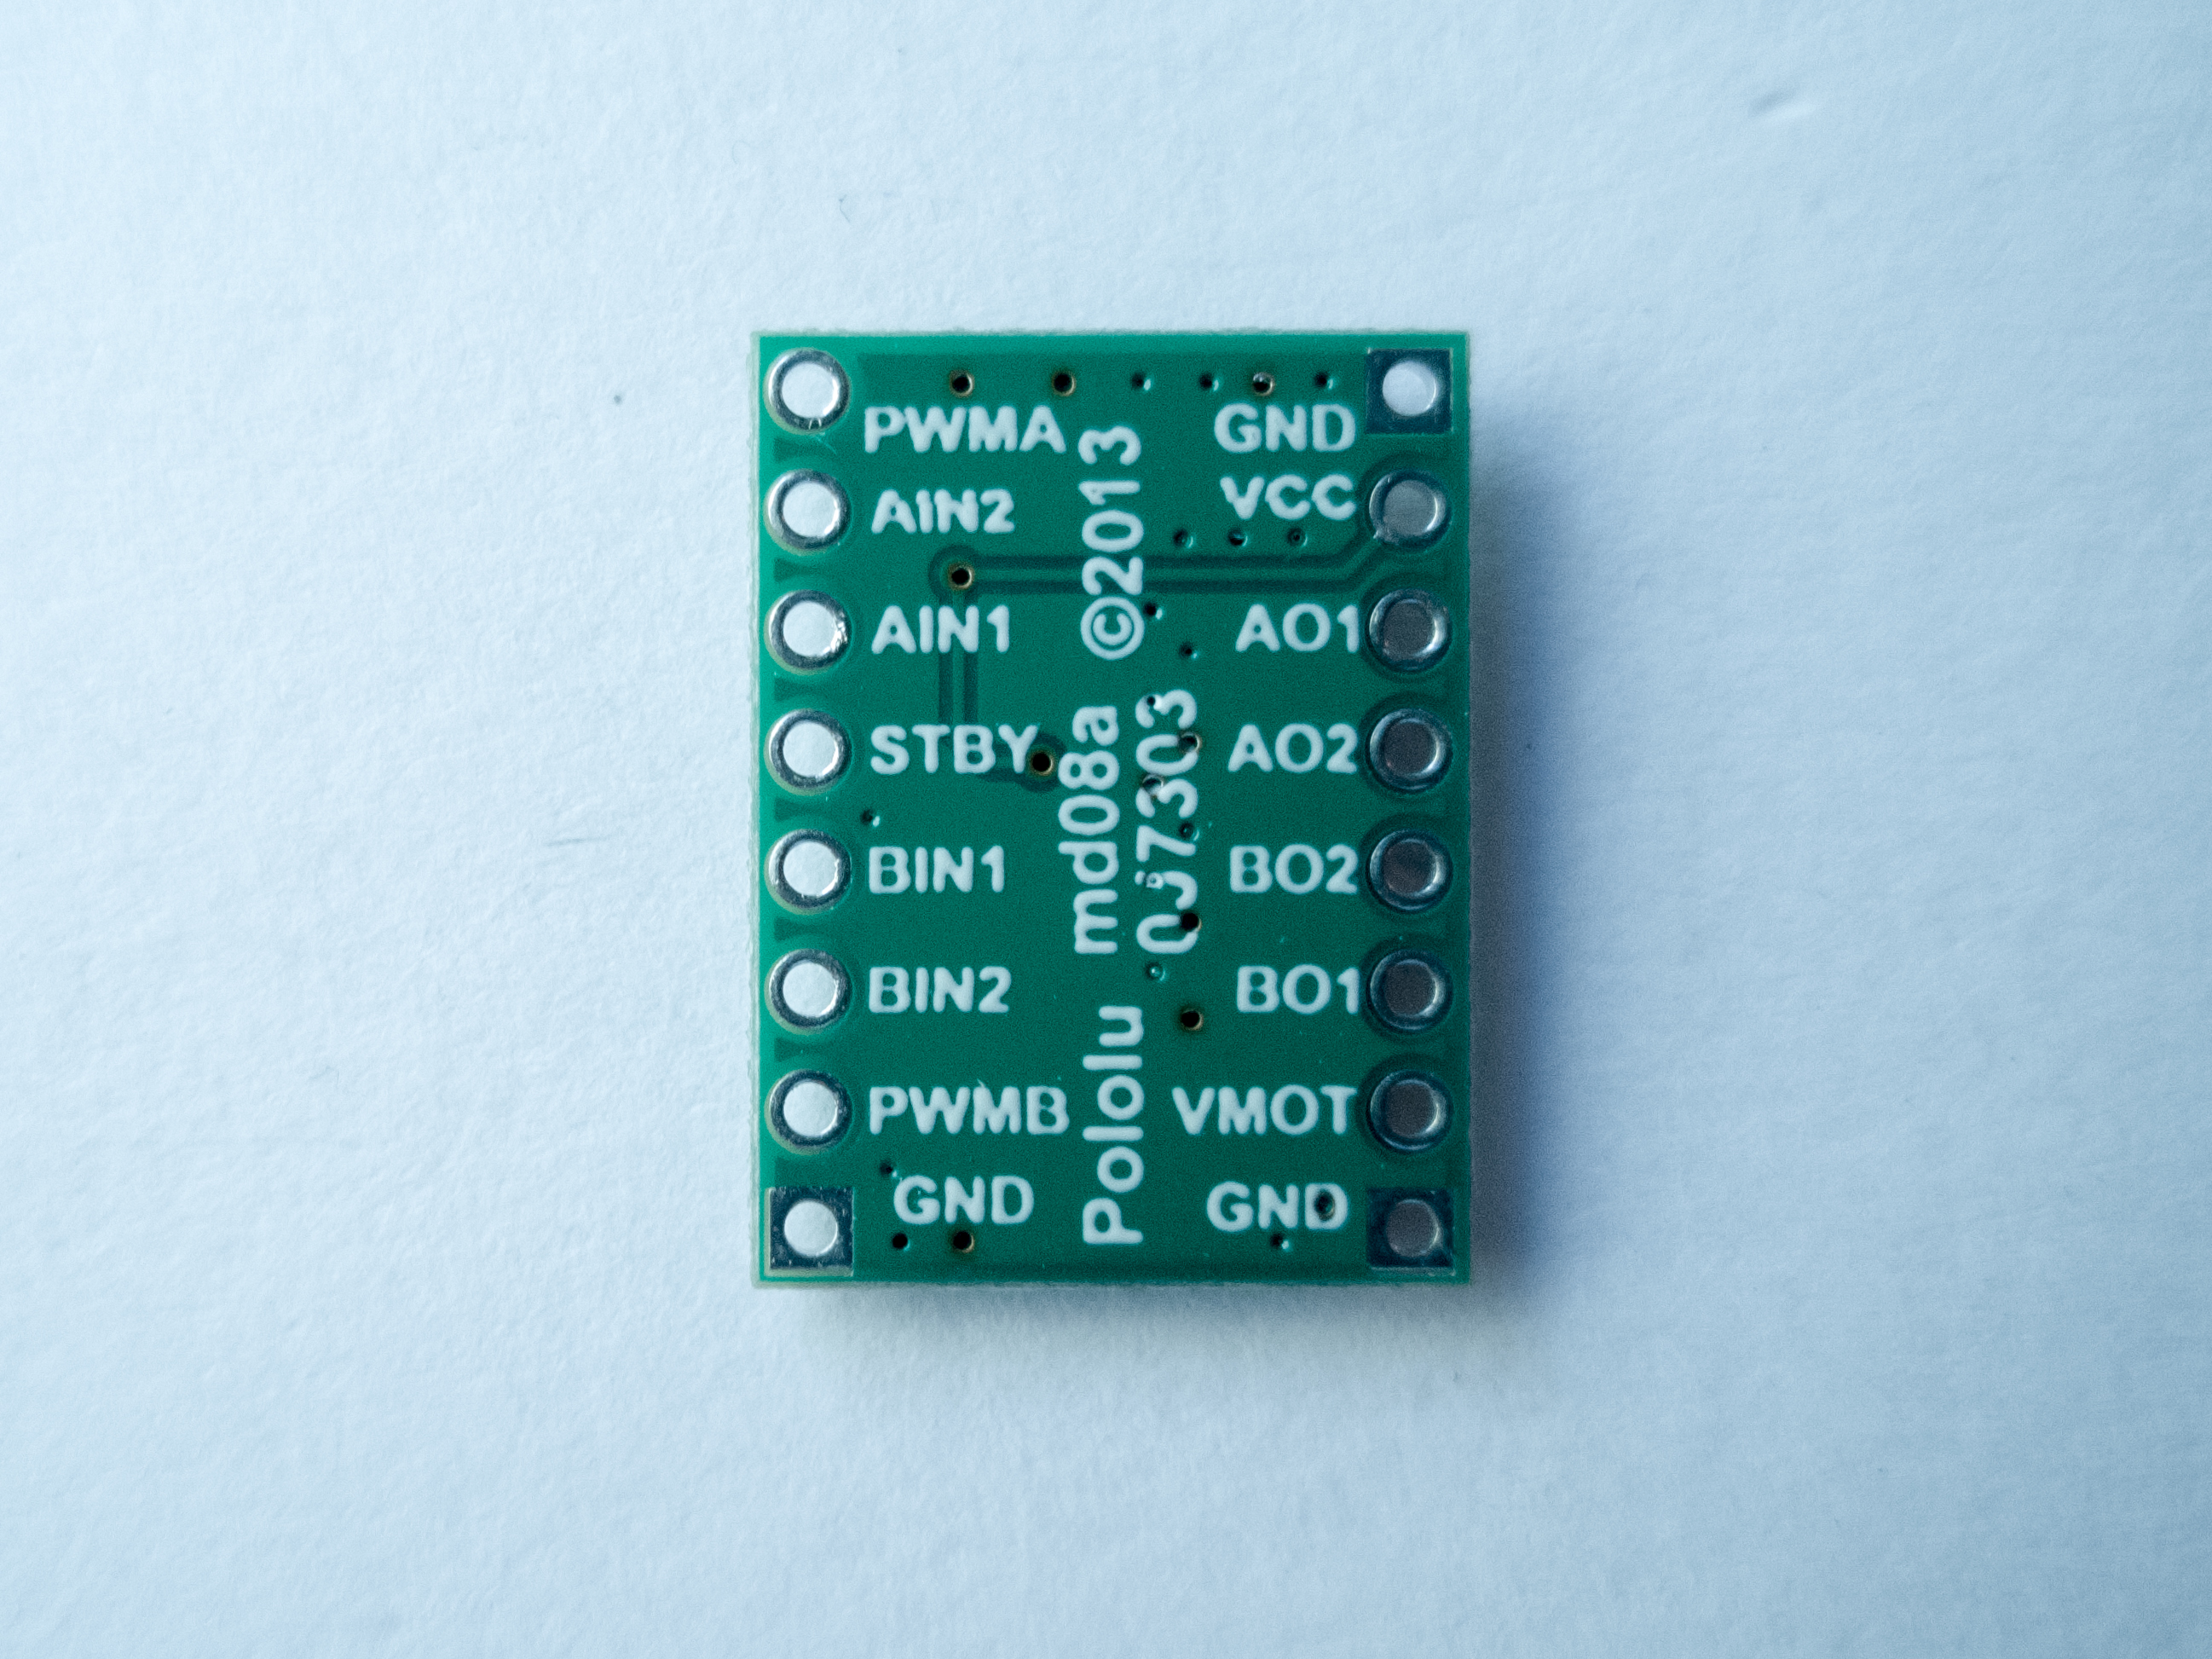 PWMA
AIN2
AIN1
STBY
BIN1
BIN2
PWMB
GND
Pololu md08a ©2013
0J7303
GND
VCC
AO1
AO2
BO2
BO1
VMOT
GND